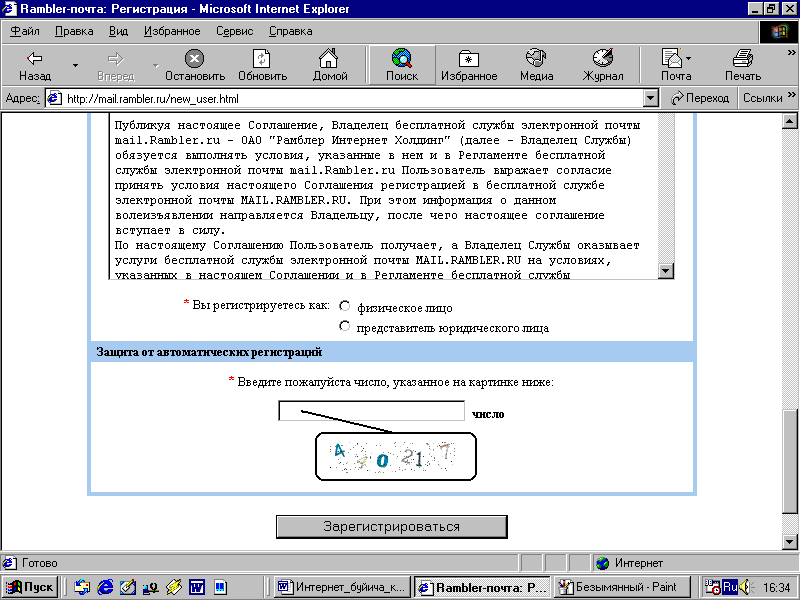 Rambler-почта: Регистрация - Microsoft Internet Explorer
Файл Правка Вид Избранное Сервис Справка
Назад Вперед Остановить Обновить Домой Поиск Избранное Медиа Журнал Почта Печать »
Адрес: http://mail.rambler.ru/new_user.html Переход Ссылки »
Публикуя настоящее Соглашение, Владелец бесплатной службы электронной почты
mail.Rambler.ru - ОАО "Рамблер Интернет Холдинг" (далее - Владелец Службы)
обязуется выполнять условия, указанные в нем и в Регламенте бесплатной
службы электронной почты mail.Rambler.ru Пользователь выражает согласие
принять условия настоящего Соглашения регистрацией в бесплатной службе
электронной почты MAIL.RAMBLER.RU. При этом информация о данном
волеизъявлении направляется Владельцу, после чего настоящее соглашение
вступает в силу.
По настоящему Соглашению Пользователь получает, а Владелец Службы оказывает
услуги бесплатной службы электронной почты MAIL.RAMBLER.RU на условиях,
указанных в настоящем Соглашении и в Регламенте бесплатной службы
* Вы регистрируетесь как: физическое лицо
представитель юридического лица
Защита от автоматических регистраций
* Введите пожалуйста число, указанное на картинке ниже:
число
4 0 2 1 7
Зарегистрироваться
Готово Интернет
Пуск Интернет_буйича_к... Rambler-почта: Р... Безымянный - Paint Ru 16:34